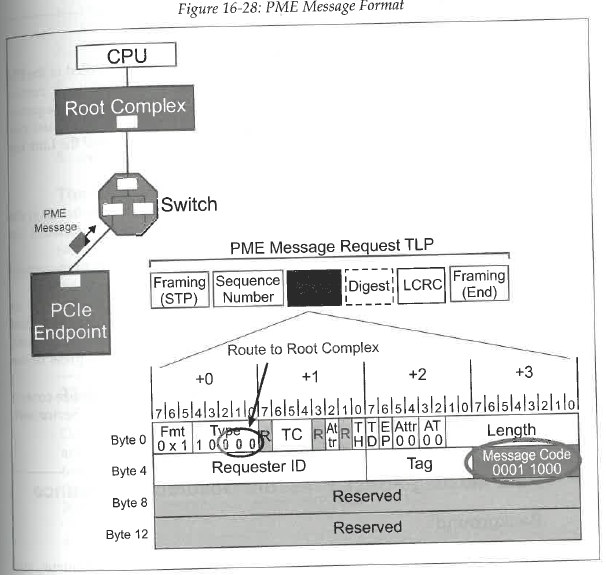 Figure 16-28: PME Message Format
CPU
Root Complex
Switch
PME
Message
PCIe
Endpoint
PME Message Request TLP
Framing
(STP)
Sequence
Number
Digest
LCRC
Framing
(End)
Route to Root Complex
+0 +1 +2 +3
7 6 5 4 3 2 1 0 7 6 5 4 3 2 1 0 7 6 5 4 3 2 1 0 7 6 5 4 3 2 1 0
Byte 0
Fmt
0 x 1
Type
1 0 0 0 0
R
TC
R
At
tr
R
T
H
T
D
E
P
Attr
0 0
AT
0 0
Length
Byte 4
Requester ID
Tag
Message Code
0001 1000
Byte 8
Reserved
Byte 12
Reserved